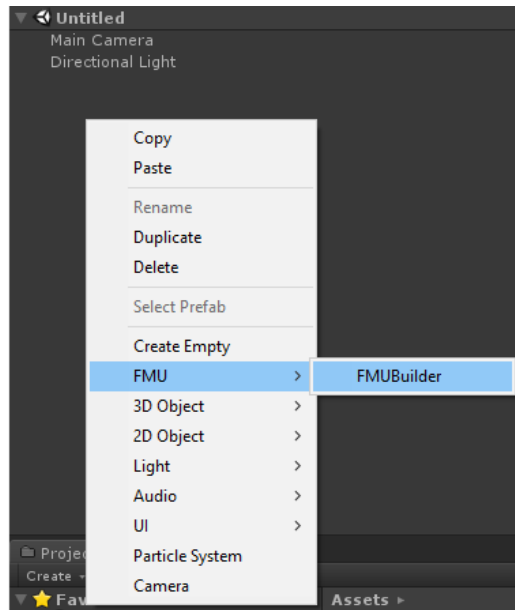 Untitled
Main Camera
Directional Light
Copy
Paste
Rename
Duplicate
Delete
Select Prefab
Create Empty
FMU > FMUBuilder
3D Object >
2D Object >
Light >
Audio >
UI >
Particle System
Camera
Create
Assets